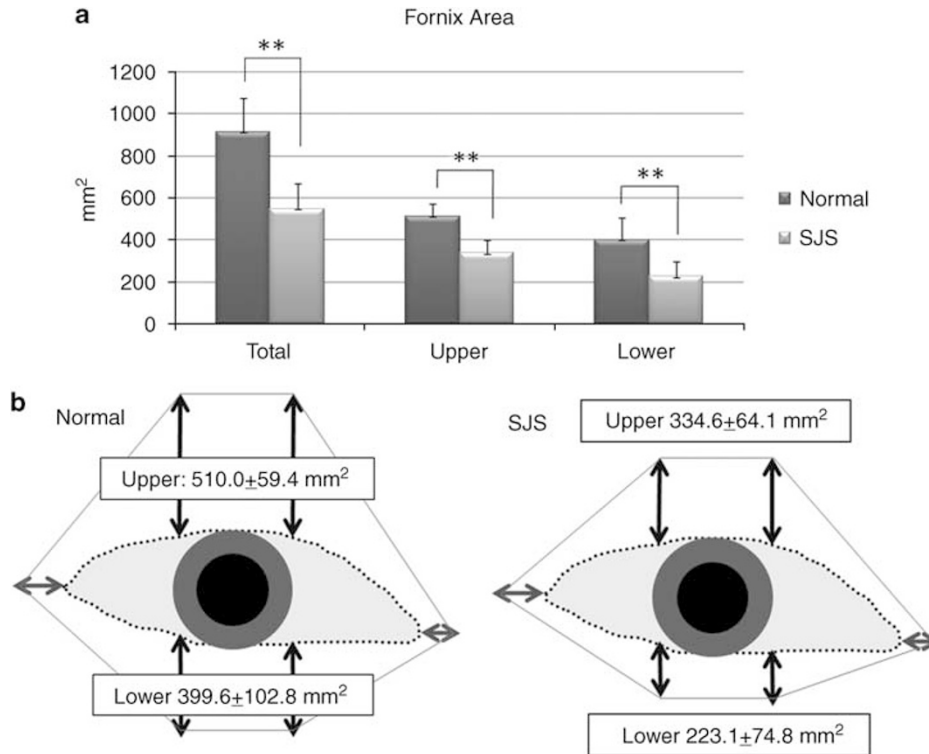 a
Fornix Area
**
**
**
1200
1000
800
600
400
200
0
mm²
Normal
SJS
Total Upper Lower
b
Normal
Upper: 510.0±59.4 mm²
Lower 399.6±102.8 mm²
SJS
Upper 334.6±64.1 mm²
Lower 223.1±74.8 mm²